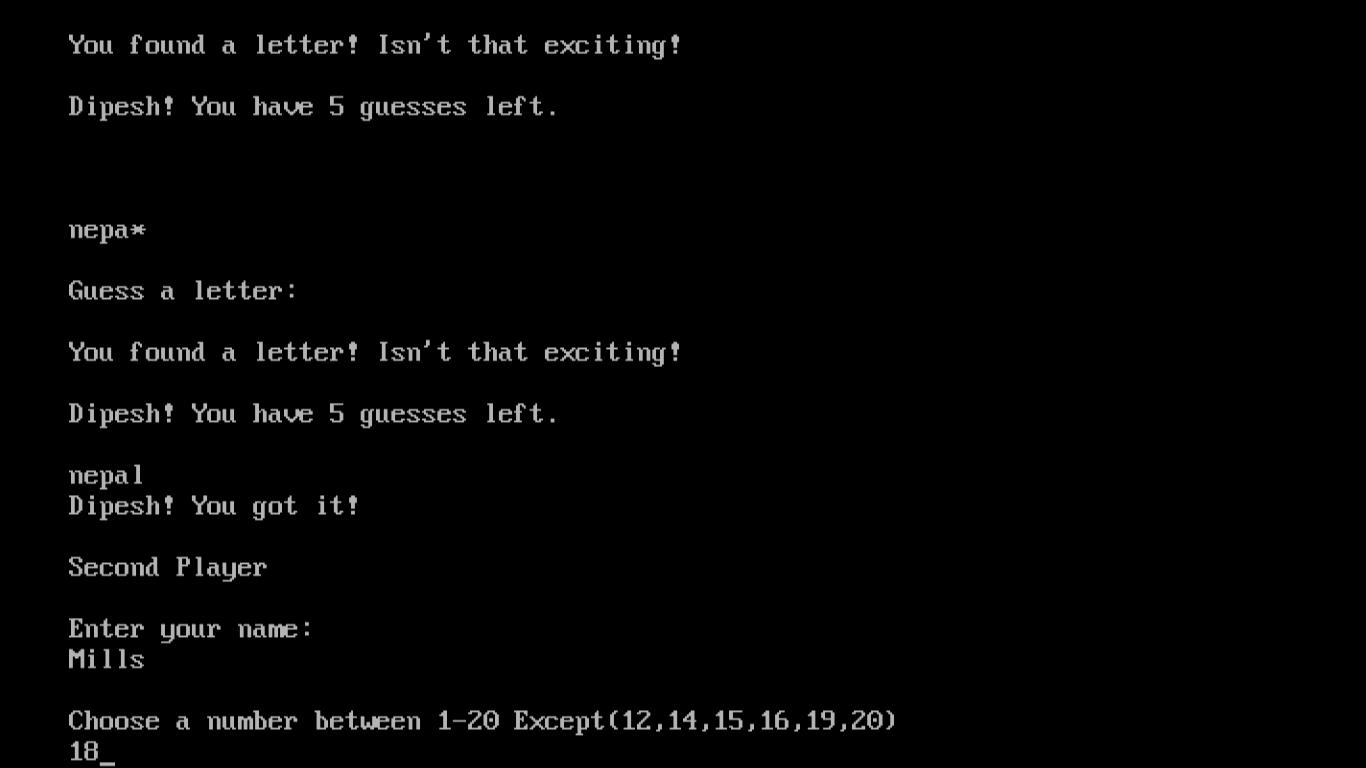 You found a letter! Isn't that exciting!
Dipesh! You have 5 guesses left.
nepa*
Guess a letter:
You found a letter! Isn't that exciting!
Dipesh! You have 5 guesses left.
nepal
Dipesh! You got it!
Second Player
Enter your name:
Mills
Choose a number between 1-20 Except(12,14,15,16,19,20)
18_